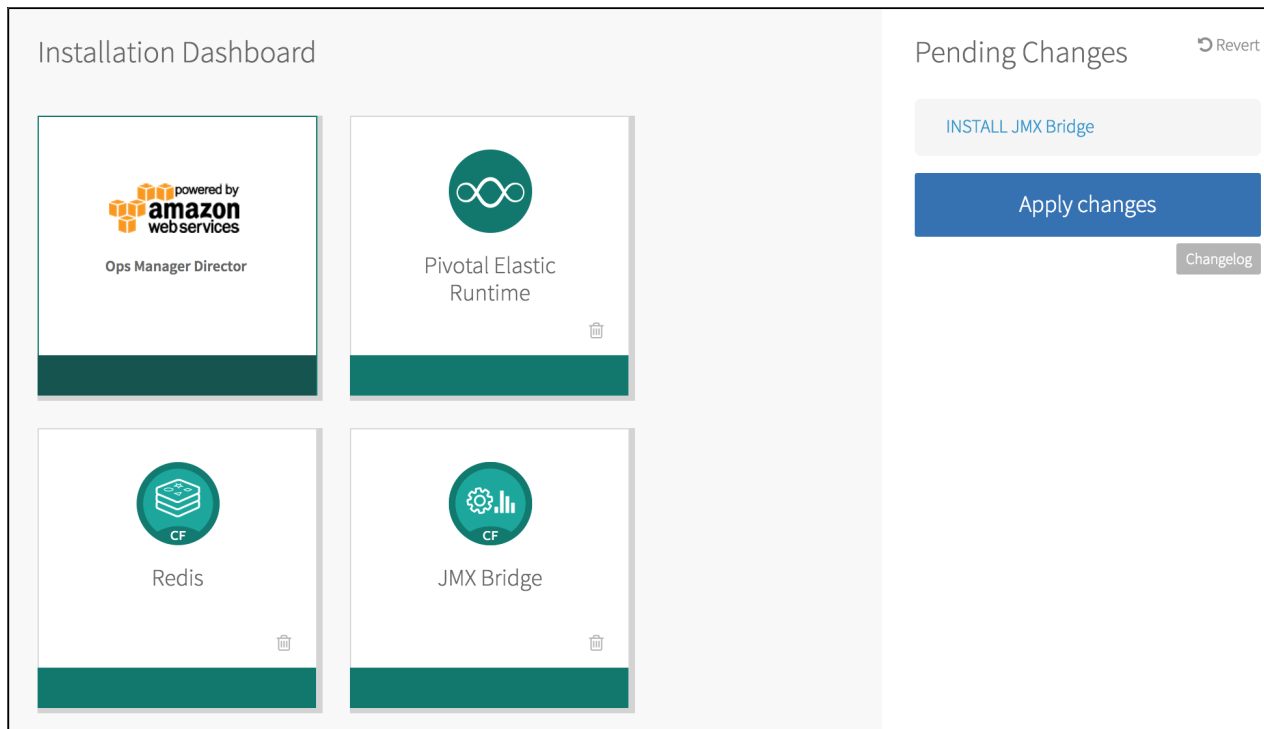 Installation Dashboard
powered by
amazon
web services
Ops Manager Director
Pivotal Elastic
Runtime
CF
Redis
CF
JMX Bridge
Pending Changes
Revert
INSTALL JMX Bridge
Apply changes
Changelog